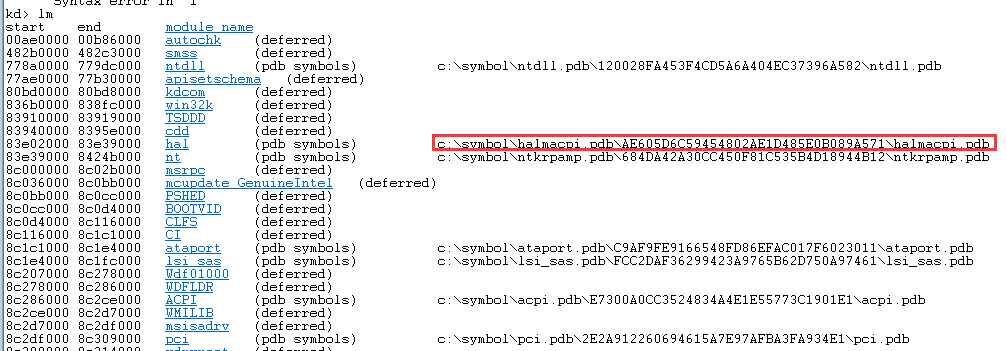 Syntax error in '1
kd> lm
start    end        module name
00ae0000 00b86000   autochk    (deferred)
482b0000 482c3000   smss       (deferred)
778a0000 779dc000   ntdll      (pdb symbols)          c:\symbol\ntdll.pdb\120028FA453F4CD5A6A404EC37396A582\ntdll.pdb
77ae0000 77b30000   apisetschema   (deferred)
80bd0000 80bd8000   kdcom      (deferred)
836b0000 838fc000   win32k     (deferred)
83910000 83919000   TSDDD      (deferred)
83940000 8395e000   cdd        (deferred)
83e02000 83e39000   hal        (pdb symbols)          c:\symbol\halmacpi.pdb\AE605D6C59454802AE1D485E0B089A571\halmacpi.pdb
83e39000 8424b000   nt         (pdb symbols)          c:\symbol\ntkrpamp.pdb\684DA42A30CC450F81C535B4D18944B12\ntkrpamp.pdb
8c000000 8c02b000   msrpc      (deferred)
8c036000 8c0bb000   mcupdate_GenuineIntel   (deferred)
8c0bb000 8c0cc000   PSHED      (deferred)
8c0cc000 8c0d4000   BOOTVID    (deferred)
8c0d4000 8c116000   CLFS       (deferred)
8c116000 8c1c1000   CI         (deferred)
8c1c1000 8c1e4000   ataport    (pdb symbols)          c:\symbol\ataport.pdb\C9AF9FE9166548FD86EFAC017F6023011\ataport.pdb
8c1e4000 8c1fc000   lsi_sas    (pdb symbols)          c:\symbol\lsi_sas.pdb\FCC2DAF36299423A9765B62D750A97461\lsi_sas.pdb
8c207000 8c278000   Wdf01000   (deferred)
8c278000 8c286000   WDFLDR     (deferred)
8c286000 8c2ce000   ACPI       (pdb symbols)          c:\symbol\acpi.pdb\E7300A0CC3524834A4E1E55773C1901E1\acpi.pdb
8c2ce000 8c2d7000   WMILIB     (deferred)
8c2d7000 8c2df000   msisadrv   (deferred)
8c2df000 8c309000   pci        (pdb symbols)          c:\symbol\pci.pdb\2E2A912260694615A7E97AFBA3FA934E1\pci.pdb